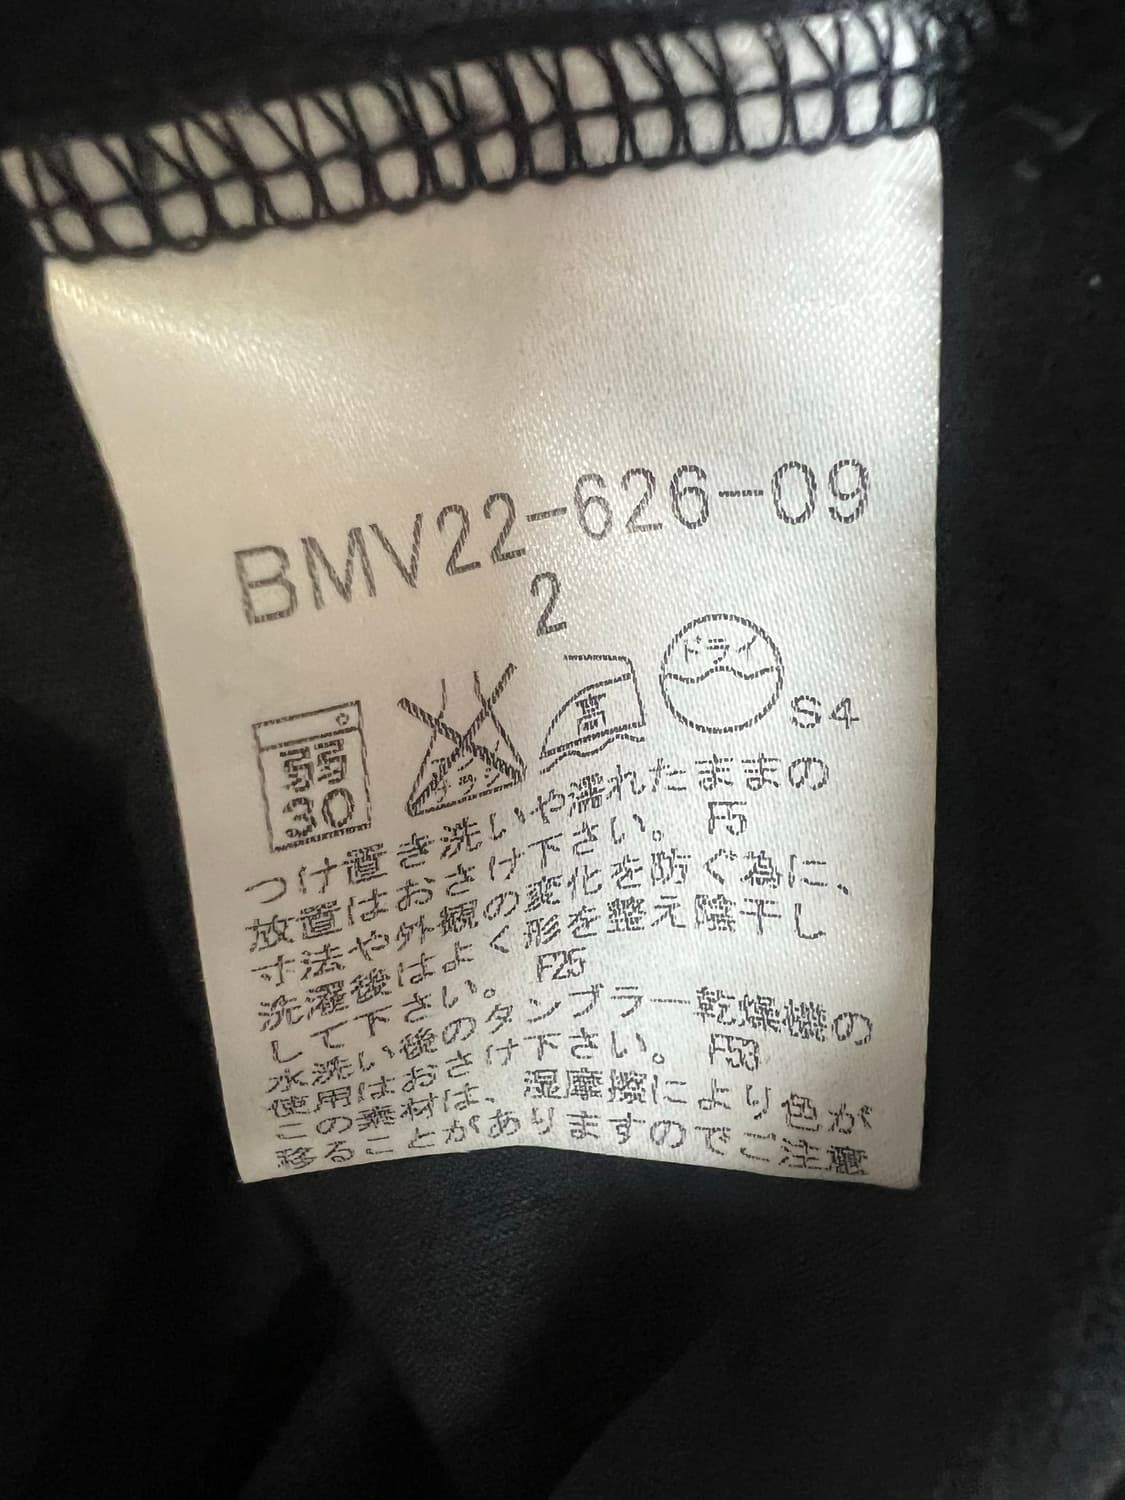 BMV22-626-09
2
弱
30
高
ドライ
S4
つけ置き洗いや濡れたままの
放置はおさけ下さい。 F5
寸法や外観の変化を防ぐ為に、
洗濯後はよく形を整え陰干し
して下さい。 F25
水洗い後のタンブラー乾燥機の
使用はおさけ下さい。 F53
この素材は、湿摩擦により色が
移ることがありますのでご注意